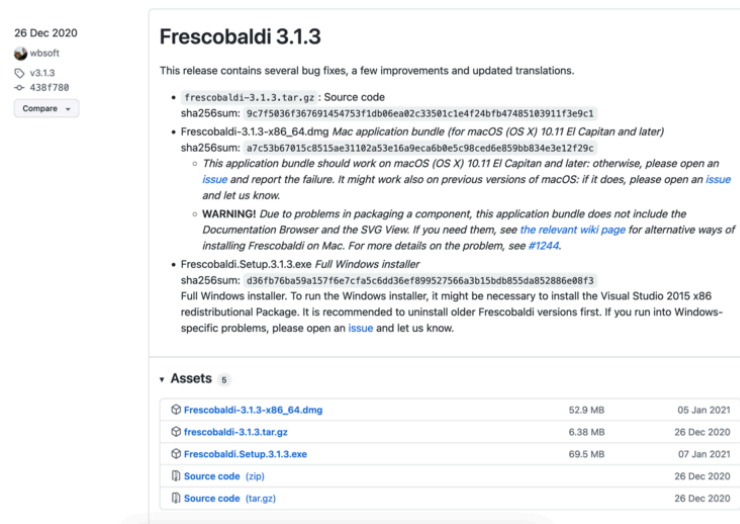 26 Dec 2020
wbsoft
v3.1.3
438f780
Compare
Frescobaldi 3.1.3
This release contains several bug fixes, a few improvements and updated translations.
frescobaldi-3.1.3.tar.gz : Source code
sha256sum: 9c7f5036f367691454753f1db06ea02c33501c1e4f24bfb47485103911f3e9c1
Frescobaldi-3.1.3-x86_64.dmg Mac application bundle (for macOS (OS X) 10.11 El Capitan and later)
sha256sum: a7c53b67015c8515ae31102a53e16a9eca6b0e5c98ced6e859bb834e3e12f29c
This application bundle should work on macOS (OS X) 10.11 El Capitan and later: otherwise, please open an
issue and report the failure. It might work also on previous versions of macOS: if it does, please open an issue
and let us know.
WARNING! Due to problems in packaging a component, this application bundle does not include the
Documentation Browser and the SVG View. If you need them, see the relevant wiki page for alternative ways of
installing Frescobaldi on Mac. For more details on the problem, see #1244.
Frescobaldi.Setup.3.1.3.exe Full Windows installer
sha256sum: d36fb76ba59a157f6e7cfa5c6dd36ef899527566a3b15bdb855da852886e08f3
Full Windows installer. To run the Windows installer, it might be necessary to install the Visual Studio 2015 x86
redistributional Package. It is recommended to uninstall older Frescobaldi versions first. If you run into Windows-
specific problems, please open an issue and let us know.
Assets 5
Frescobaldi-3.1.3-x86_64.dmg 52.9 MB 05 Jan 2021
frescobaldi-3.1.3.tar.gz 6.38 MB 26 Dec 2020
Frescobaldi.Setup.3.1.3.exe 69.5 MB 07 Jan 2021
Source code (zip) 26 Dec 2020
Source code (tar.gz) 26 Dec 2020